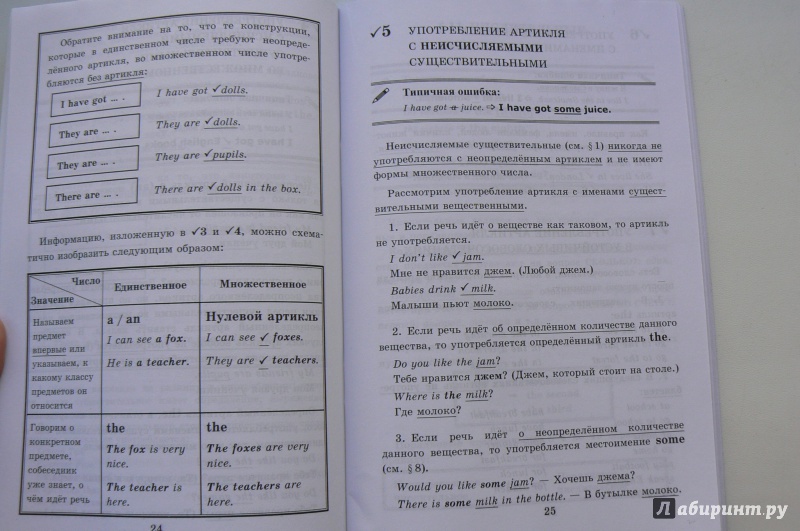 Обратите внимание на то, что те конструкции,
которые в единственном числе требуют неопреде-
лённого артикля, во множественном числе употре-
бляются без артикля:
I have got ... .
I have got ✓dolls.
They are ... .
They are ✓dolls.
They are ... .
They are ✓pupils.
There are ... .
There are ✓dolls in the box.
Информацию, изложенную в ✓3 и ✓4, можно схема-
тично изобразить следующим образом:
Число
Значение
Единственное
Множественное
Называем
предмет
впервые или
указываем, к
какому классу
предметов он
относится
a / an
I can see a fox.
He is a teacher.
Нулевой артикль
I can see ✓ foxes.
They are ✓ teachers.
Говорим о
конкретном
предмете,
собеседник
уже знает, о
чём идёт речь
the
The fox is very
nice.
The teacher is
here.
the
The foxes are very
nice.
The teachers are
here.
24
✓5 УПОТРЕБЛЕНИЕ АРТИКЛЯ
С НЕИСЧИСЛЯЕМЫМИ
СУЩЕСТВИТЕЛЬНЫМИ
Типичная ошибка:
I have got a juice. ⇨ I have got some juice.
Неисчисляемые существительные (см. § 1) никогда не
употребляются с неопределённым артиклем и не имеют
формы множественного числа.
Рассмотрим употребление артикля с именами сущест-
вительными вещественными.
1. Если речь идёт о веществе как таковом, то артикль
не употребляется.
I don't like ✓ jam.
Мне не нравится джем. (Любой джем.)
Babies drink ✓ milk.
Малыши пьют молоко.
2. Если речь идёт об определённом количестве данного
вещества, то употребляется определённый артикль the.
Do you like the jam?
Тебе нравится джем? (Джем, который стоит на столе.)
Where is the milk?
Где молоко?
3. Если речь идёт о неопределённом количестве
данного вещества, то употребляется местоимение some
(см. § 8).
Would you like some jam? — Хочешь джема?
There is some milk in the bottle. — В бутылке молоко.
25
Лабиринт.ру